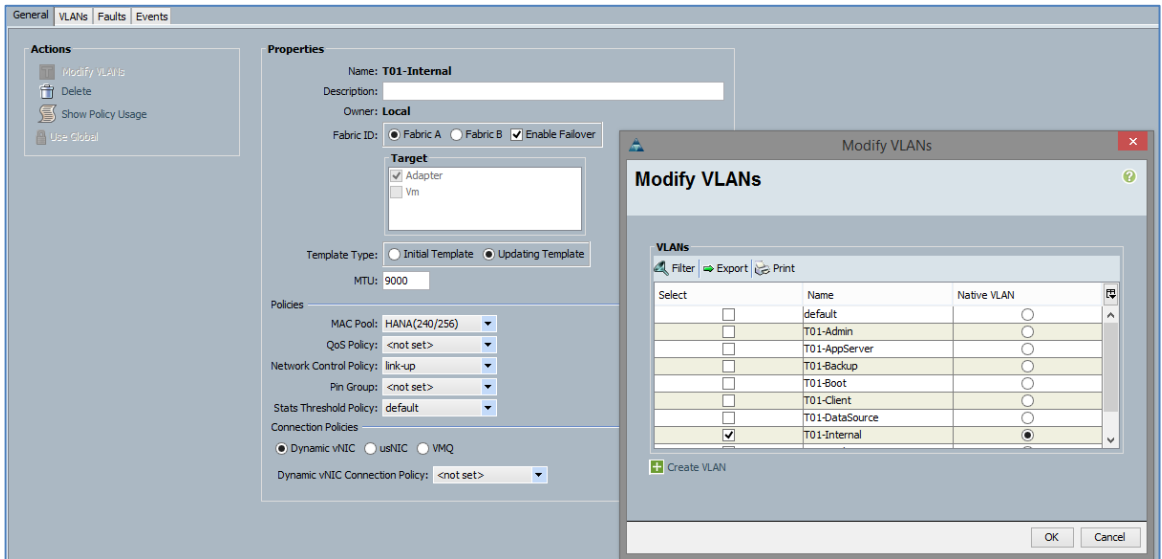 General VLANs Faults Events
Actions
Modify VLANs
Delete
Show Policy Usage
Use Global
Properties
Name: T01-Internal
Description:
Owner: Local
Fabric ID: Fabric A Fabric B Enable Failover
Target
Adapter
Vm
Template Type: Initial Template Updating Template
MTU: 9000
Policies
MAC Pool: HANA(240/256)
QoS Policy: <not set>
Network Control Policy: link-up
Pin Group: <not set>
Stats Threshold Policy: default
Connection Policies
Dynamic vNIC usNIC VMQ
Dynamic vNIC Connection Policy: <not set>
Modify VLANs
Modify VLANs
VLANs
Filter Export Print
Select Name Native VLAN
default
T01-Admin
T01-AppServer
T01-Backup
T01-Boot
T01-Client
T01-DataSource
T01-Internal
Create VLAN
OK Cancel